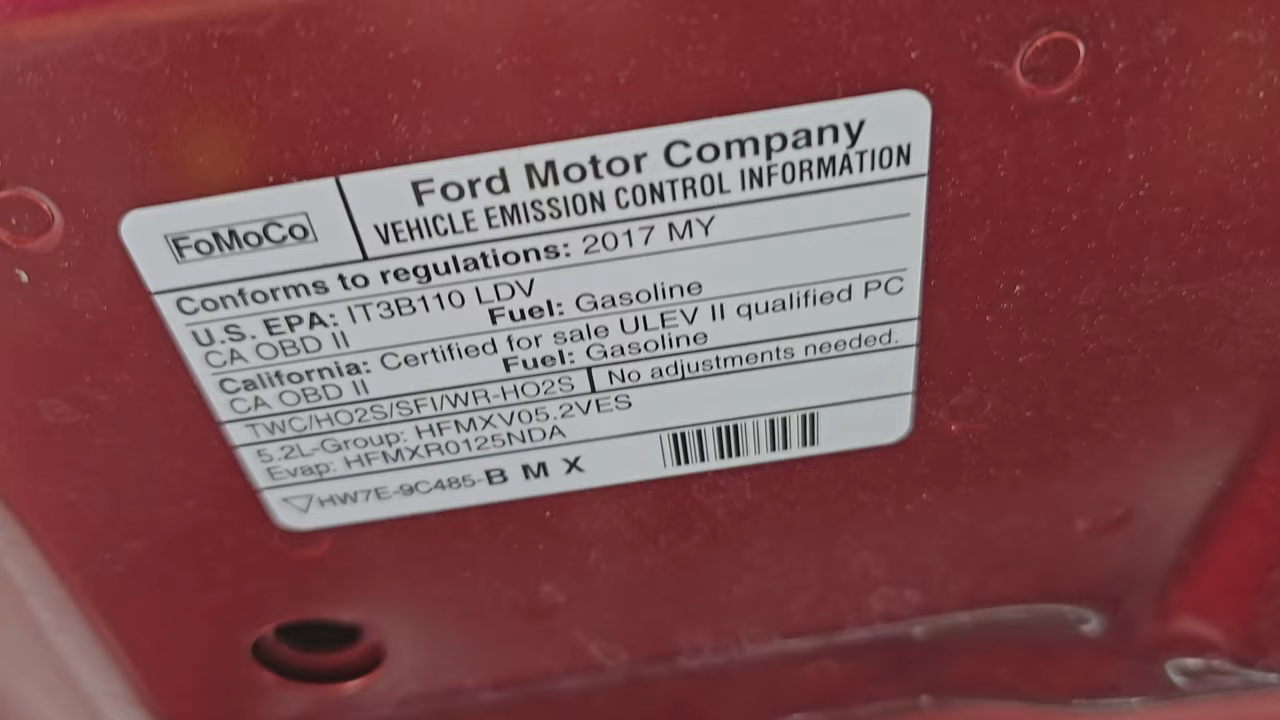 FoMoCo
Ford Motor Company
VEHICLE EMISSION CONTROL INFORMATION
Conforms to regulations: 2017 MY
U.S. EPA: IT3B110 LDV
CA OBD II Fuel: Gasoline
California: Certified for sale ULEV II qualified PC
CA OBD II Fuel: Gasoline
TWC/HO2S/SFI/WR-HO2S No adjustments needed.
5.2L-Group: HFMXV05.2VES
Evap: HFMXR0125NDA
HW7E-9C485-B M X